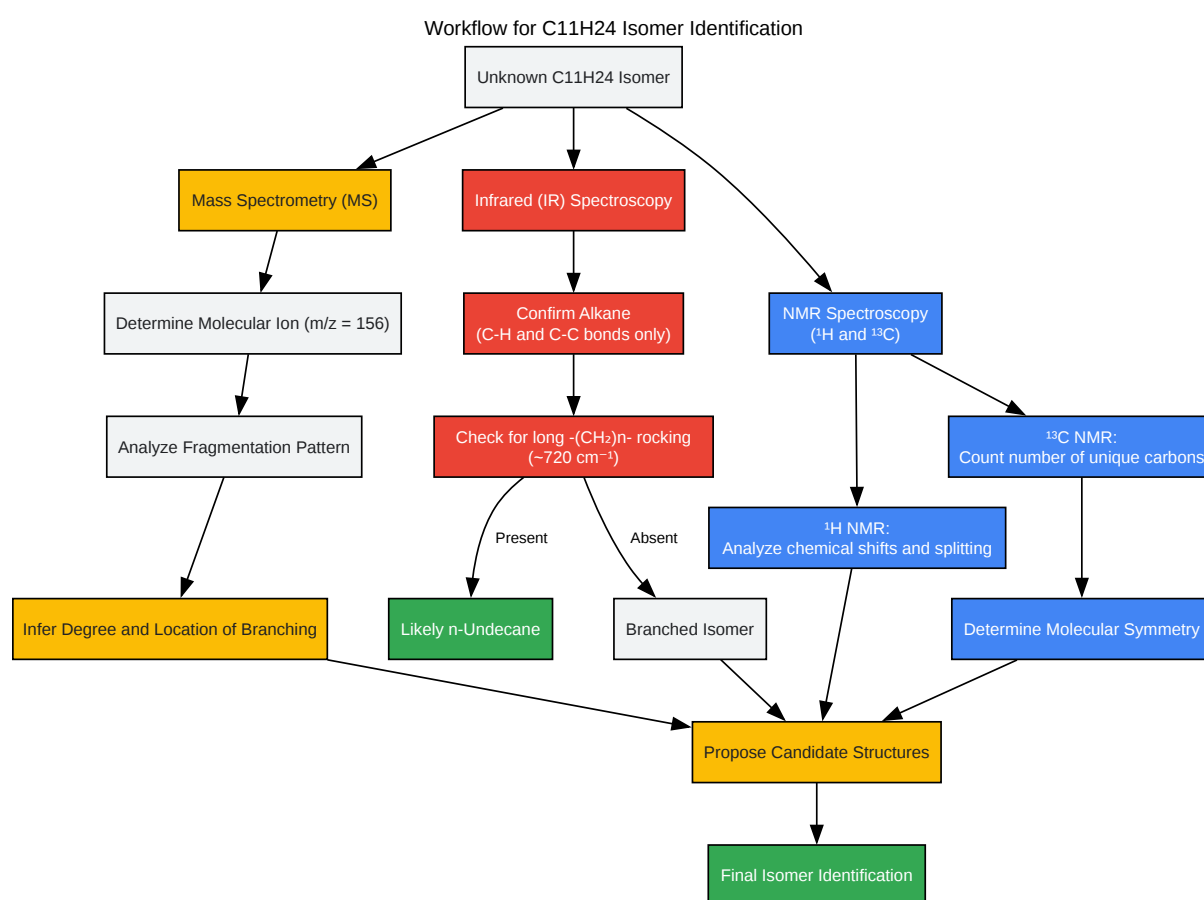 Workflow for C11H24 Isomer Identification
Unknown C11H24 Isomer
Mass Spectrometry (MS)
Infrared (IR) Spectroscopy
Determine Molecular Ion (m/z = 156)
Confirm Alkane
(C-H and C-C bonds only)
NMR Spectroscopy
(¹H and ¹³C)
Analyze Fragmentation Pattern
Check for long -(CH₂)n- rocking
(~720 cm⁻¹)
¹³C NMR:
Count number of unique carbons
Present
Absent
¹H NMR:
Analyze chemical shifts and splitting
Infer Degree and Location of Branching
Likely n-Undecane
Branched Isomer
Determine Molecular Symmetry
Propose Candidate Structures
Final Isomer Identification